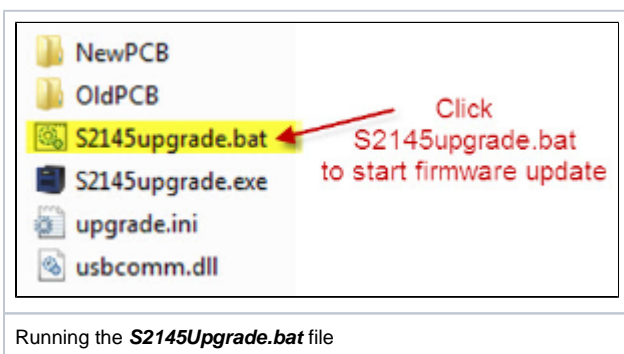 NewPCB
OldPCB
S2145upgrade.bat
S2145upgrade.exe
upgrade.ini
usbcomm.dll
Click
S2145upgrade.bat
to start firmware update
Running the S2145Upgrade.bat file